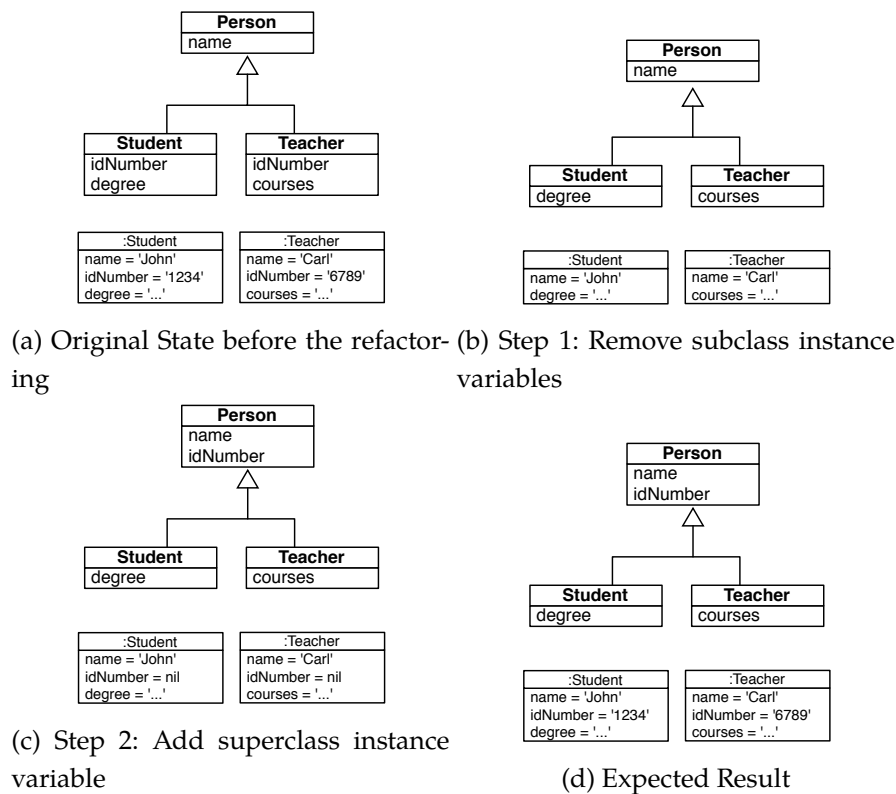 Person
name
Student
idNumber
degree
Teacher
idNumber
courses
:Student
name = 'John'
idNumber = '1234'
degree = '...'
:Teacher
name = 'Carl'
idNumber = '6789'
courses = '...'
(a) Original State before the refactor-
ing
Person
name
Student
degree
Teacher
courses
:Student
name = 'John'
degree = '...'
:Teacher
name = 'Carl'
courses = '...'
(b) Step 1: Remove subclass instance
variables
Person
name
idNumber
Student
degree
Teacher
courses
:Student
name = 'John'
idNumber = nil
degree = '...'
:Teacher
name = 'Carl'
idNumber = nil
courses = '...'
(c) Step 2: Add superclass instance
variable
Person
name
idNumber
Student
degree
Teacher
courses
:Student
name = 'John'
idNumber = '1234'
degree = '...'
:Teacher
name = 'Carl'
idNumber = '6789'
courses = '...'
(d) Expected Result